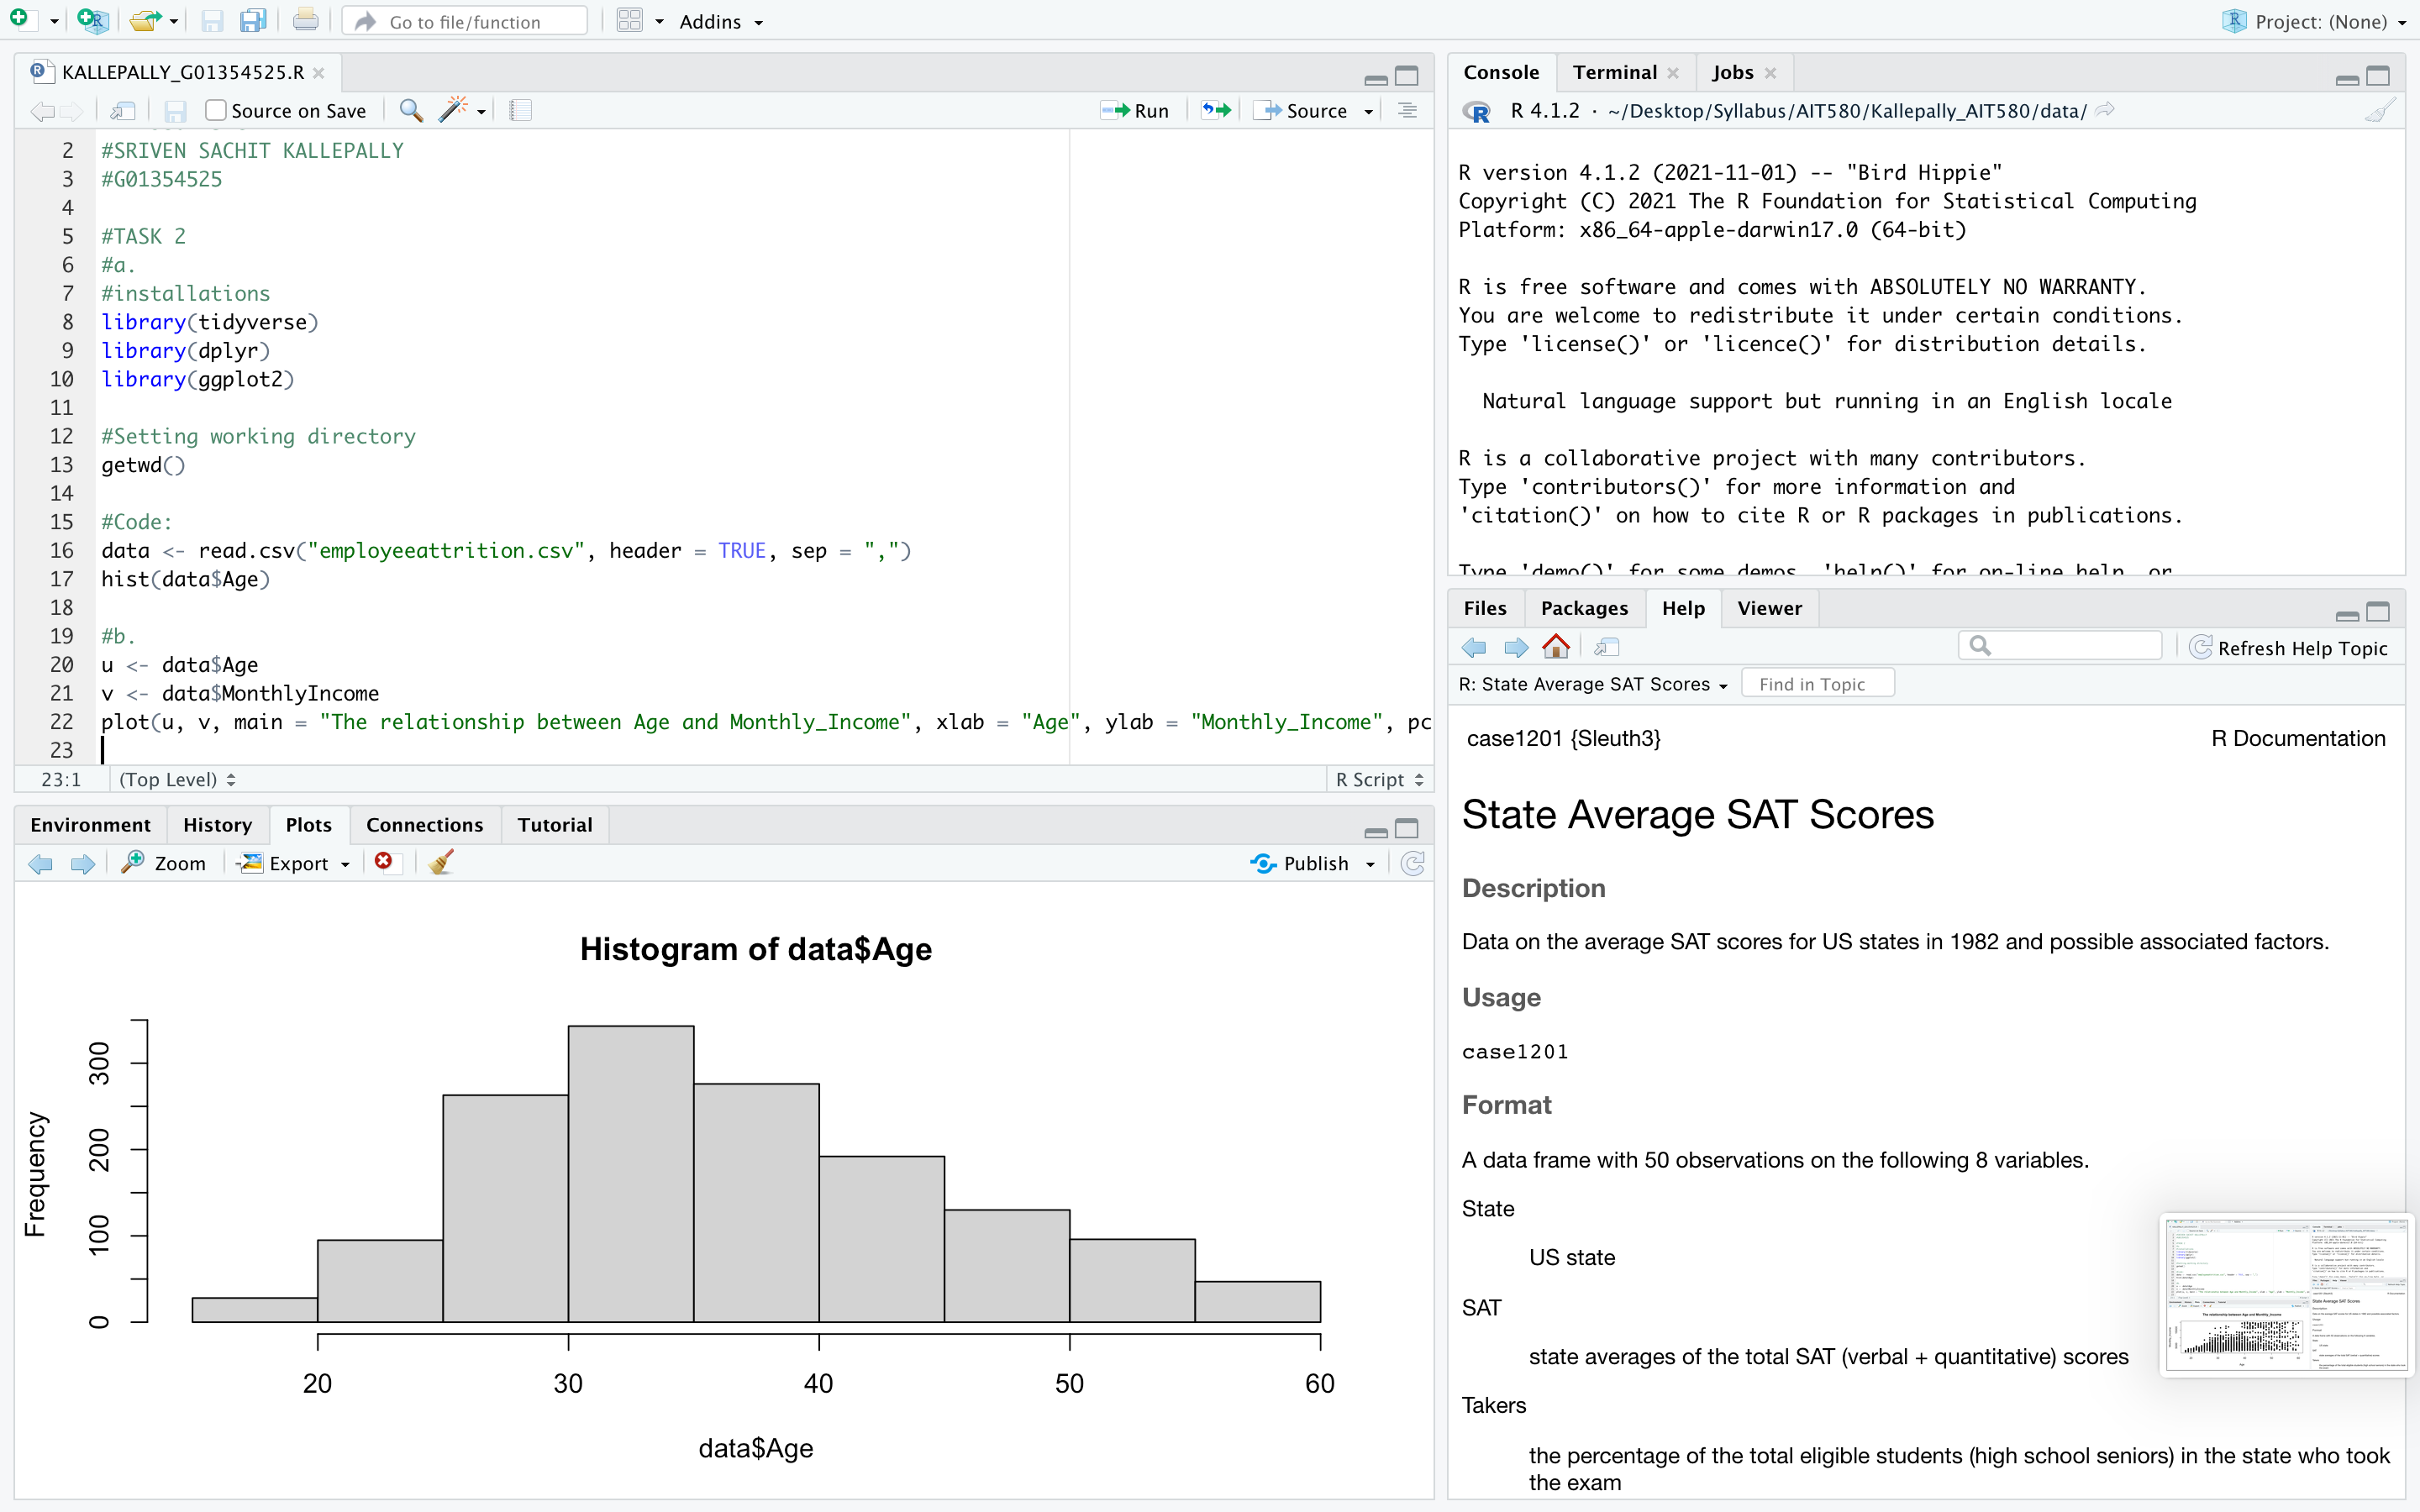 Go to file/function
Addins
Project: (None)
KALLEPALLY_G01354525.R
Source on Save
Run
Source
2 #SRIVEN SACHIT KALLEPALLY
3 #G01354525
4
5 #TASK 2
6 #a.
7 #installations
8 library(tidyverse)
9 library(dplyr)
10 library(ggplot2)
11
12 #Setting working directory
13 getwd()
14
15 #Code:
16 data <- read.csv("employeeattrition.csv", header = TRUE, sep = ",")
17 hist(data$Age)
18
19 #b.
20 u <- data$Age
21 v <- data$MonthlyIncome
22 plot(u, v, main = "The relationship between Age and Monthly_Income", xlab = "Age", ylab = "Monthly_Income", pc
23
23:1 (Top Level) R Script
Environment History Plots Connections Tutorial
Zoom Export Publish
Histogram of data$Age
Frequency
0 100 200 300
20 30 40 50 60
data$Age
Console Terminal Jobs
R 4.1.2 · ~/Desktop/Syllabus/AIT580/Kallepally_AIT580/data/
R version 4.1.2 (2021-11-01) -- "Bird Hippie"
Copyright (C) 2021 The R Foundation for Statistical Computing
Platform: x86_64-apple-darwin17.0 (64-bit)
R is free software and comes with ABSOLUTELY NO WARRANTY.
You are welcome to redistribute it under certain conditions.
Type 'license()' or 'licence()' for distribution details.
Natural language support but running in an English locale
R is a collaborative project with many contributors.
Type 'contributors()' for more information and
'citation()' on how to cite R or R packages in publications.
Type 'demo()' for some demos, 'help()' for on-line help, or
Files Packages Help Viewer
Refresh Help Topic
R: State Average SAT Scores Find in Topic
case1201 {Sleuth3} R Documentation
State Average SAT Scores
Description
Data on the average SAT scores for US states in 1982 and possible associated factors.
Usage
case1201
Format
A data frame with 50 observations on the following 8 variables.
State
US state
SAT
state averages of the total SAT (verbal + quantitative) scores
Takers
the percentage of the total eligible students (high school seniors) in the state who took
the exam